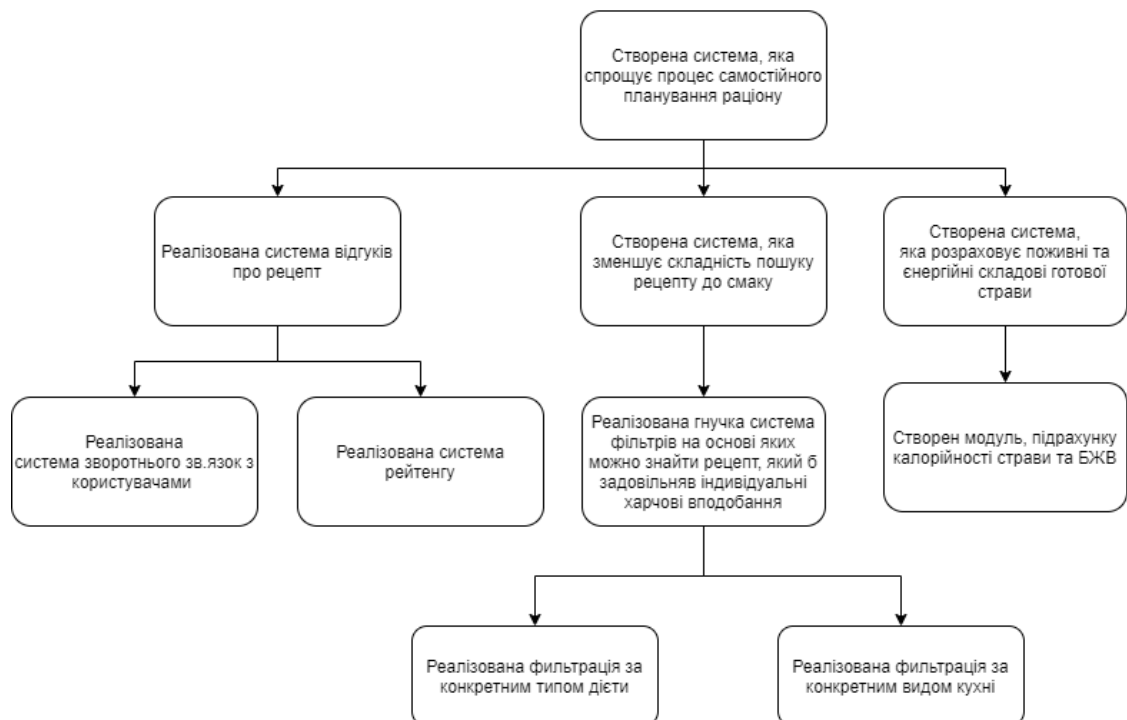 Створена система, яка
спрощує процес самостійного
планування раціону
Реалізована система відгуків
про рецепт
Створена система, яка
зменшує складність пошуку
рецепту до смаку
Створена система,
яка розраховує поживні та
єнергійні складові готової
страви
Реалізована
система зворотнього зв.язок з
користувачами
Реалізована система
рейтенгу
Реалізована гнучка система
фільтрів на основі яких
можно знайти рецепт, який б
задовільняв індивідуальні
харчові вподобання
Створен модуль, підрахунку
калорійності страви та БЖВ
Реалізована фильтрація за
конкретним типом дієти
Реалізована фильтрація за
конкретним видом кухні